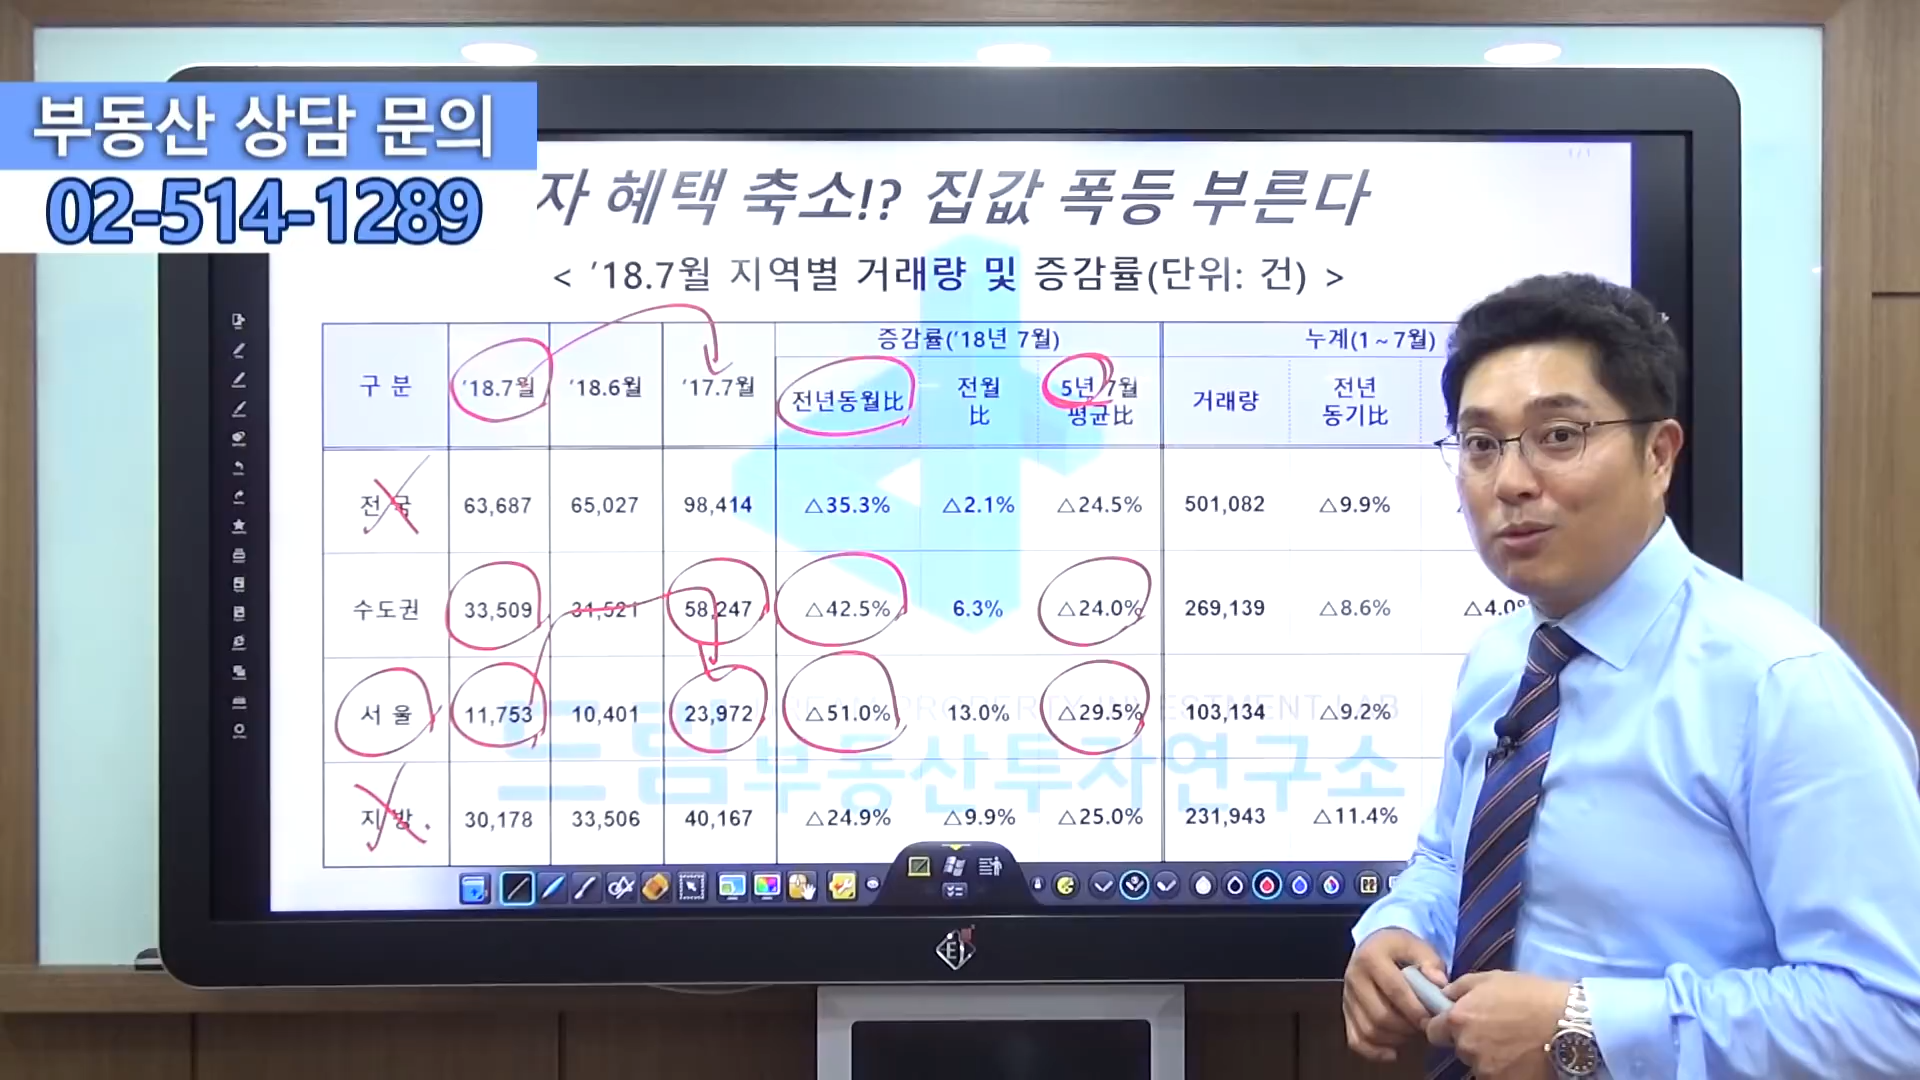 부동산 상담 문의
02-514-1289
자 혜택 축소!? 집값 폭등 부른다
< '18.7월 지역별 거래량 및 증감률(단위: 건) >
구 분 '18.7월 '18.6월 '17.7월 증감률('18년 7월) 누계(1~7월)
전년동월比 전월比 5년 7월평균比 거래량 전년동기比
전 국 63,687 65,027 98,414 △35.3% △2.1% △24.5% 501,082 △9.9%
수도권 33,509 31,521 58,247 △42.5% 6.3% △24.0% 269,139 △8.6% △4.0%
서 울 11,753 10,401 23,972 △51.0% 13.0% △29.5% 103,134 △9.2%
지 방 30,178 33,506 40,167 △24.9% △9.9% △25.0% 231,943 △11.4%
PROPERTY INVESTMENT LAB
드림 부동산투자연구소